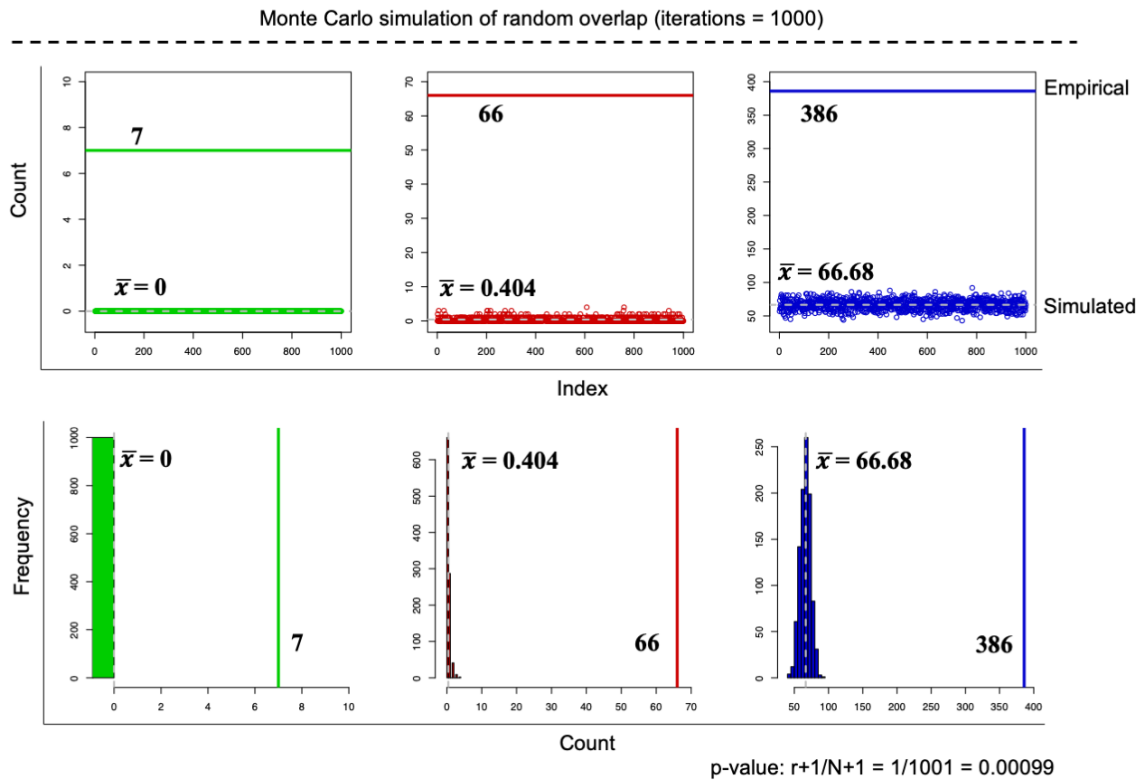 Monte Carlo simulation of random overlap (iterations = 1000)
Count
10
8
6
4
2
0
7
x̅ = 0
0 200 400 600 800 1000
70
60
50
40
30
20
10
0
66
x̅ = 0.404
0 200 400 600 800 1000
400
350
300
250
200
150
100
50
386
x̅ = 66.68
0 200 400 600 800 1000
Empirical
Simulated
Index
Frequency
1000
800
600
400
200
0
x̅ = 0
7
0 2 4 6 8 10
600
500
400
300
200
100
0
x̅ = 0.404
66
0 10 20 30 40 50 60 70
250
200
150
100
50
0
x̅ = 66.68
386
50 100 150 200 250 300 350 400
Count
p-value: r+1/N+1 = 1/1001 = 0.00099